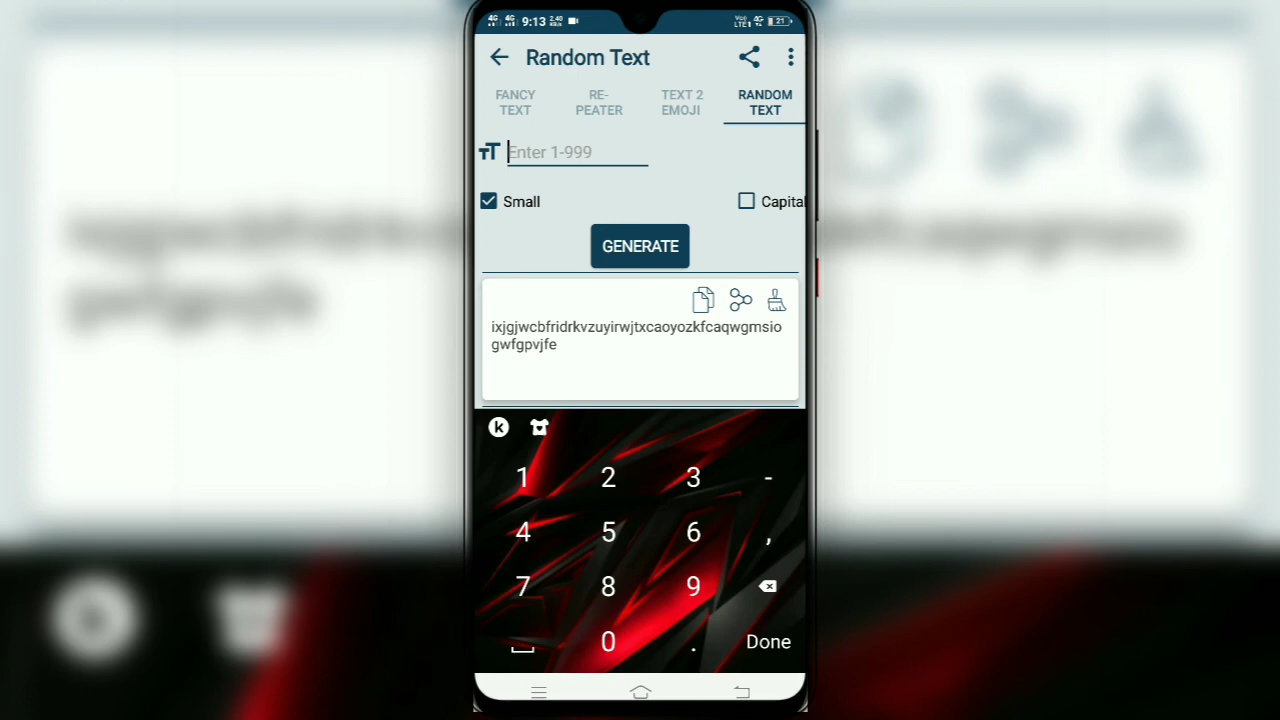 9:13
Random Text
FANCY TEXT
RE-PEATER
TEXT 2 EMOJI
RANDOM TEXT
Enter 1-999
Small
Capital
GENERATE
ixjgjwcbfridrkvzuyirwjtxcaoyozkfcaqwgmsio
gwfgpvjfe
k
1 2 3 -
4 5 6 ,
7 8 9
0 . Done